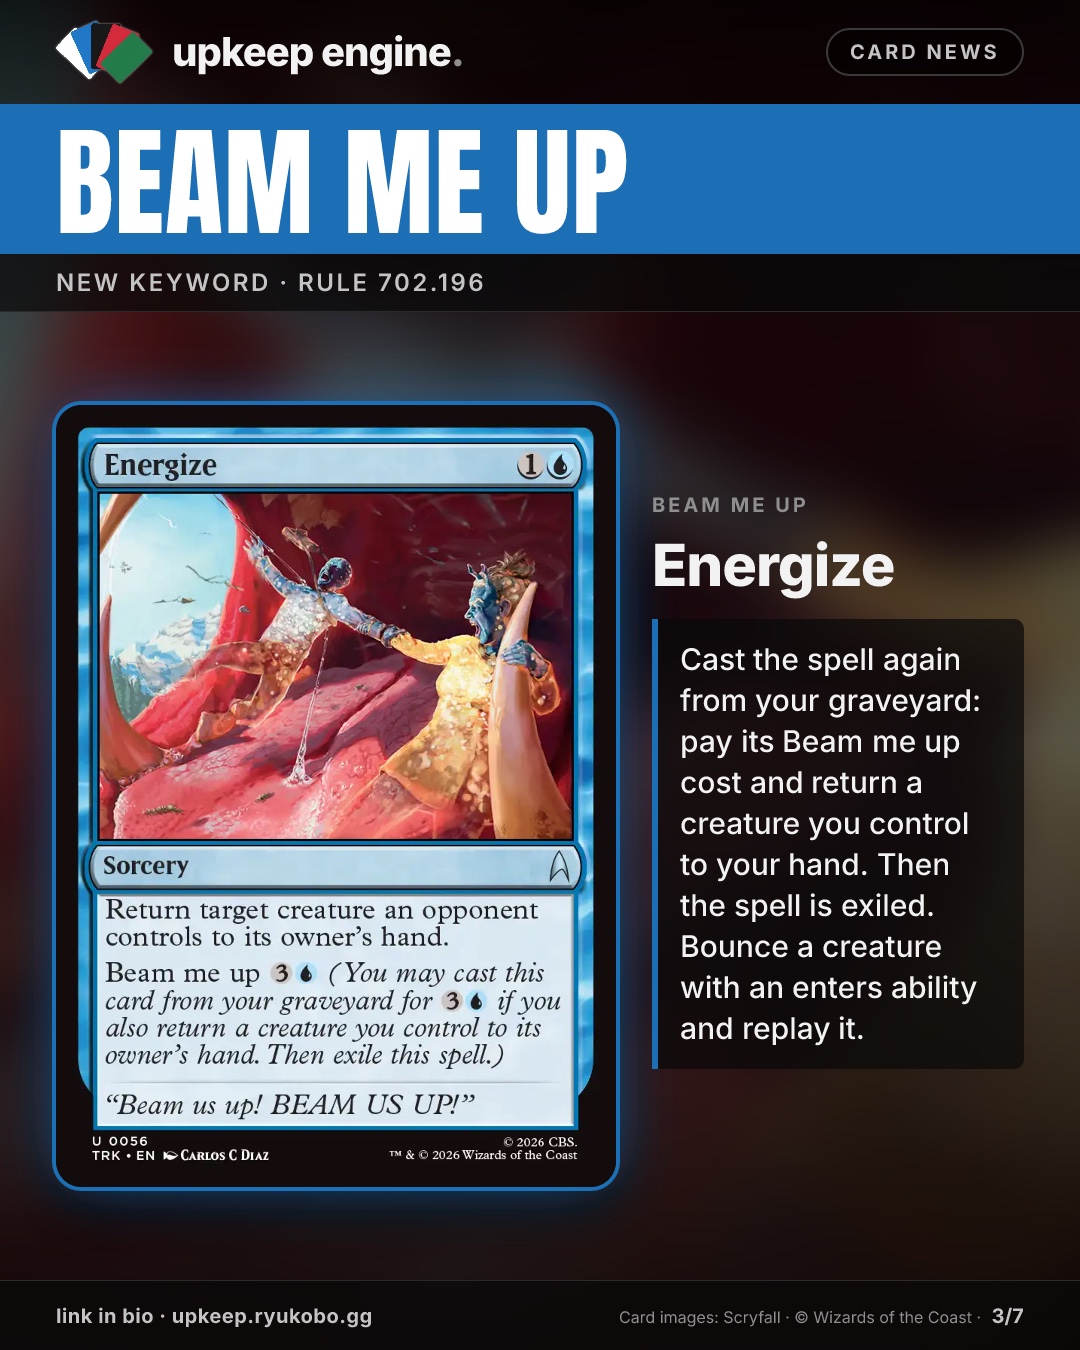 upkeep engine.
CARD NEWS
BEAM ME UP
NEW KEYWORD · RULE 702.196
Energize 1
Sorcery
Return target creature an opponent
controls to its owner's hand.
Beam me up 3 (You may cast this
card from your graveyard for 3 if you
also return a creature you control to its
owner's hand. Then exile this spell.)
"Beam us up! BEAM US UP!"
U 0056
TRK • EN CARLOS C DIAZ
© 2026 CBS.
™ & © 2026 Wizards of the Coast
BEAM ME UP
Energize
Cast the spell again
from your graveyard:
pay its Beam me up
cost and return a
creature you control
to your hand. Then
the spell is exiled.
Bounce a creature
with an enters ability
and replay it.
link in bio · upkeep.ryukobo.gg
Card images: Scryfall · © Wizards of the Coast · 3/7